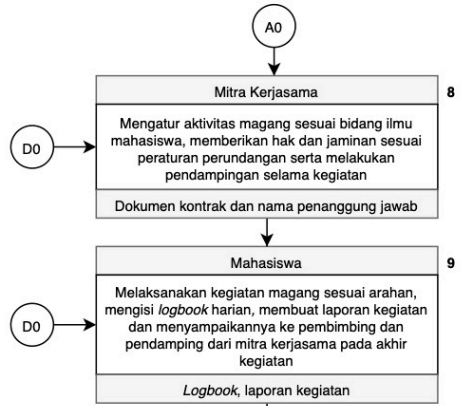 A0
Mitra Kerjasama
8
D0
Mengatur aktivitas magang sesuai bidang ilmu
mahasiswa, memberikan hak dan jaminan sesuai
peraturan perundangan serta melakukan
pendampingan selama kegiatan
Dokumen kontrak dan nama penanggung jawab
Mahasiswa
9
D0
Melaksanakan kegiatan magang sesuai arahan,
mengisi logbook harian, membuat laporan kegiatan
dan menyampaikannya ke pembimbing dan
pendamping dari mitra kerjasama pada akhir
kegiatan
Logbook, laporan kegiatan